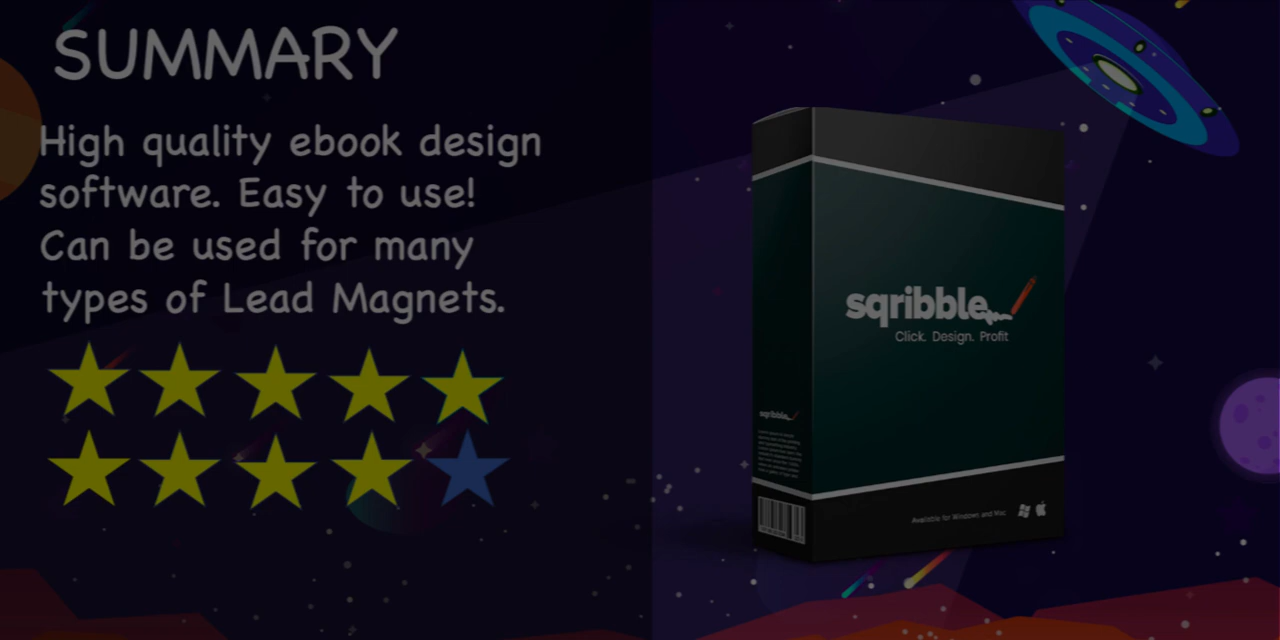 SUMMARY
High quality ebook design
software. Easy to use!
Can be used for many
types of Lead Magnets.
sqribble
Click. Design. Profit
sqribble
Available for Windows and Mac